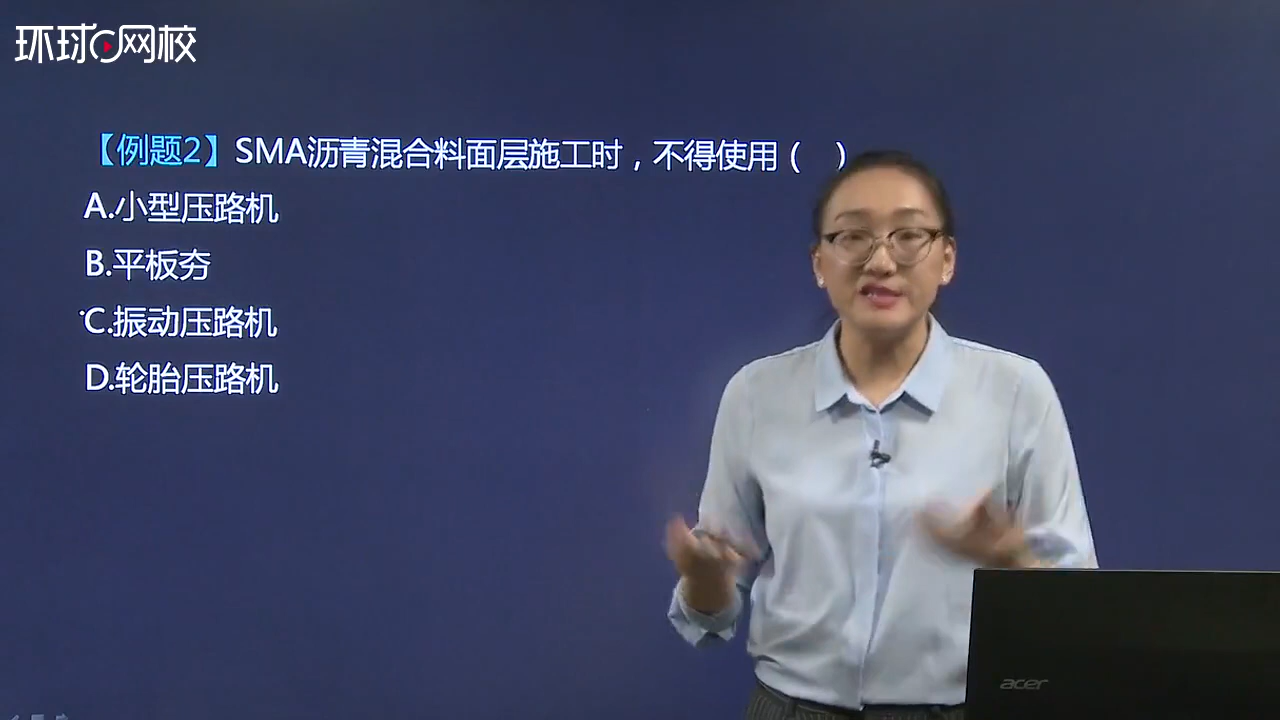 环球网校
【例题2】SMA沥青混合料面层施工时，不得使用（　）
A.小型压路机
B.平板夯
C.振动压路机
D.轮胎压路机
acer